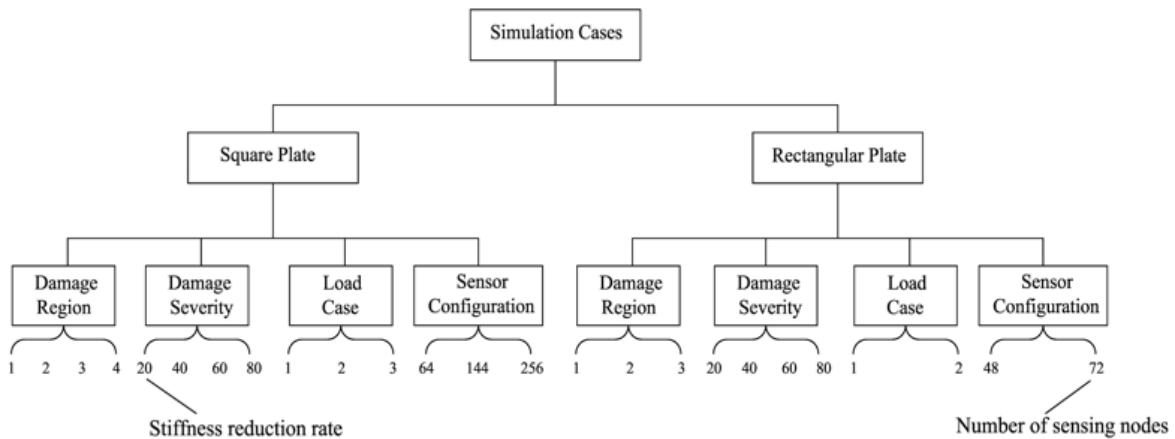 Simulation Cases
Square Plate
Rectangular Plate
Damage
Region
Damage
Severity
Load
Case
Sensor
Configuration
Damage
Region
Damage
Severity
Load
Case
Sensor
Configuration
1 2 3 4 20 40 60 80 1 2 3 64 144 256 1 2 3 20 40 60 80 1 2 48 72
Stiffness reduction rate
Number of sensing nodes